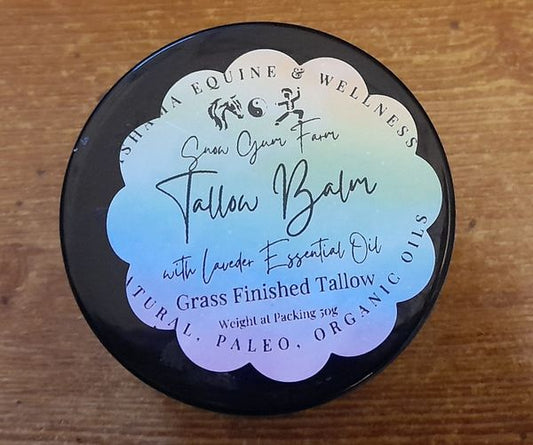 ASHAMA EQUINE & WELLNESS
Snow Gum Farm
Tallow Balm
with Laveder Essential Oil
Grass Finished Tallow
Weight at Packing 50g
ATURAL, PALEO, ORGANIC OILS